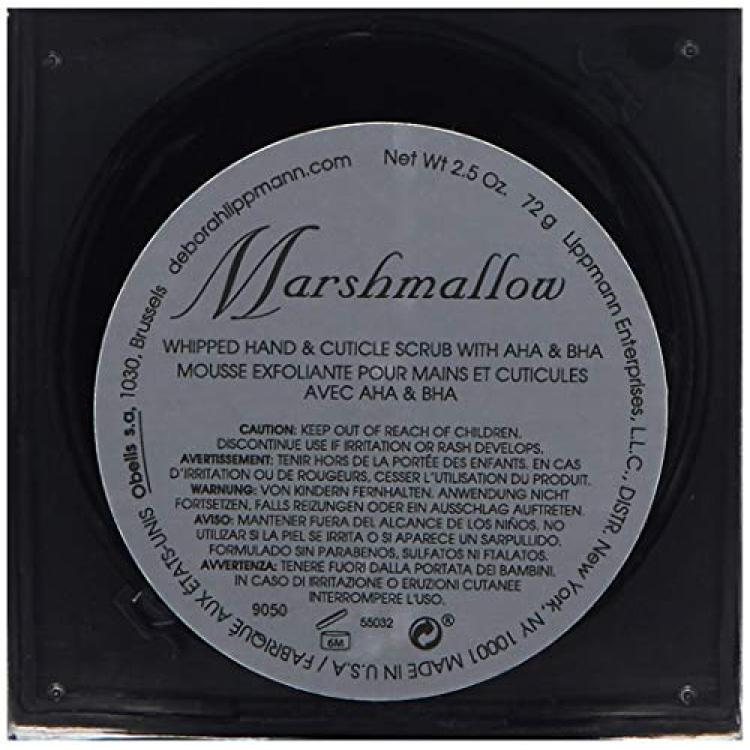 deborahlippmann.com
Net Wt 2.5 Oz. 72 g
Marshmallow
WHIPPED HAND & CUTICLE SCRUB WITH AHA & BHA
MOUSSE EXFOLIANTE POUR MAINS ET CUTICULES
AVEC AHA & BHA
CAUTION: KEEP OUT OF REACH OF CHILDREN.
DISCONTINUE USE IF IRRITATION OR RASH DEVELOPS.
AVERTISSEMENT: TENIR HORS DE LA PORTÉE DES ENFANTS. EN CAS
D'IRRITATION OU DE ROUGEURS, CESSER L'UTILISATION DU PRODUIT.
WARNUNG: VON KINDERN FERNHALTEN. ANWENDUNG NICHT
FORTSETZEN, FALLS REIZUNGEN ODER EIN AUSSCHLAG AUFTRETEN.
AVISO: MANTENER FUERA DEL ALCANCE DE LOS NIÑOS. NO
UTILIZAR SI LA PIEL SE IRRITA O SI APARECE UN SARPULLIDO.
FORMULADO SIN PARABENOS, SULFATOS NI FTALATOS.
AVVERTENZA: TENERE FUORI DALLA PORTATA DEI BAMBINI.
IN CASO DI IRRITAZIONE O ERUZIONI CUTANEE
INTERROMPERE L'USO.
9050
6M
55032
®
Lippmann Enterprises, L.L.C., DISTR. New York, NY 10001 MADE IN U.S.A / FABRIQUÉ AUX ÉTATS-UNIS Obelis s.a, 1030, Brussels